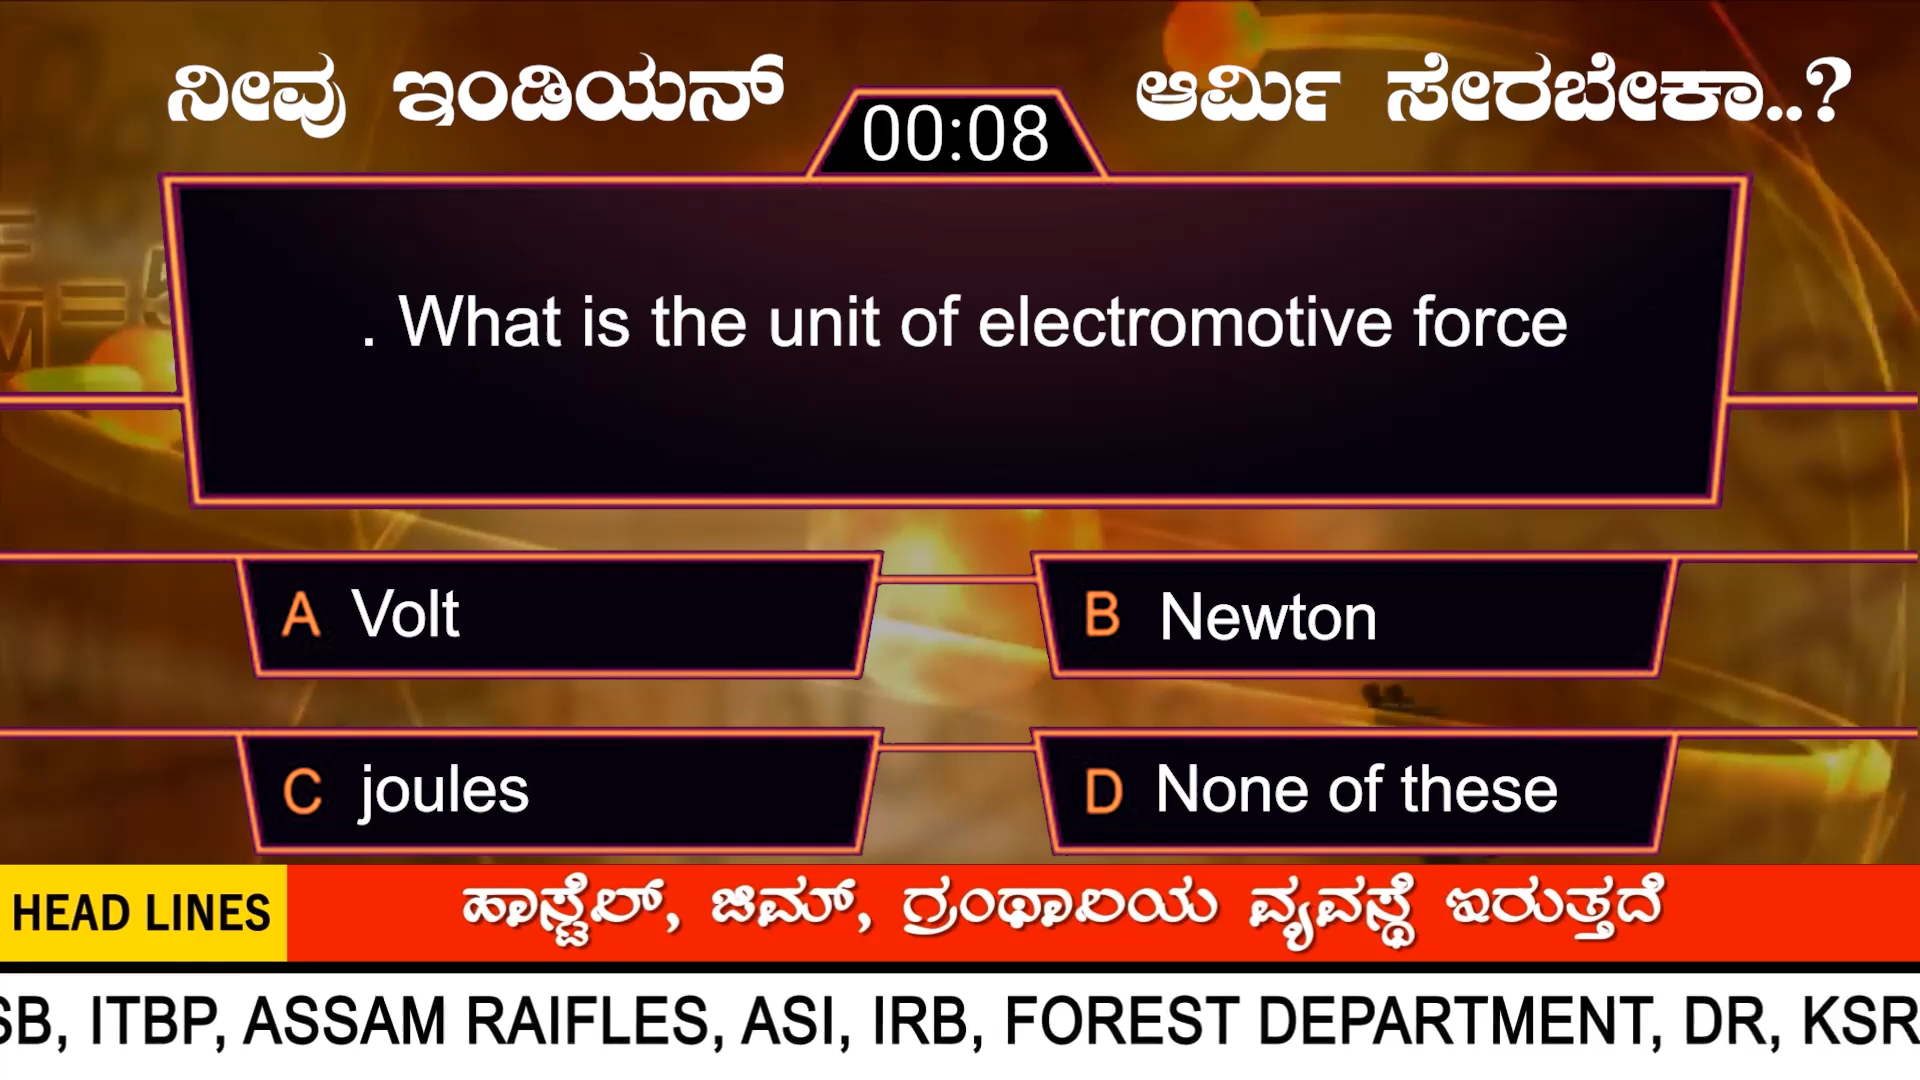 ನೀವು ಇಂಡಿಯನ್ ಆರ್ಮಿ ಸೇರಬೇಕಾ..?
00:08
. What is the unit of electromotive force
A Volt
B Newton
C joules
D None of these
HEAD LINES
ಹಾಸ್ಟೆಲ್, ಜಿಮ್, ಗ್ರಂಥಾಲಯ ವ್ಯವಸ್ಥೆ ಇರುತ್ತದೆ
SB, ITBP, ASSAM RAIFLES, ASI, IRB, FOREST DEPARTMENT, DR, KSR